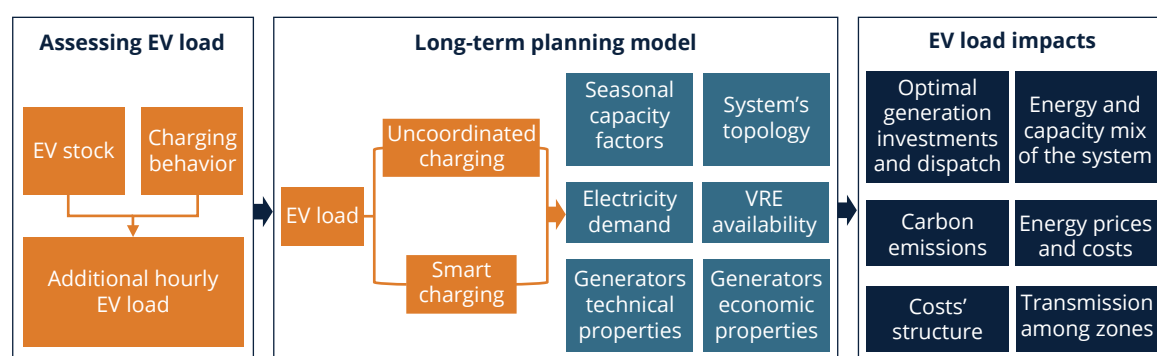 Assessing EV load
EV stock
Charging
behavior
Additional hourly
EV load
Long-term planning model
EV load
Uncoordinated
charging
Smart
charging
Seasonal
capacity
factors
System's
topology
Electricity
demand
VRE
availability
Generators
technical
properties
Generators
economic
properties
EV load impacts
Optimal
generation
investments
and dispatch
Energy and
capacity mix
of the system
Carbon
emissions
Energy prices
and costs
Costs'
structure
Transmission
among zones